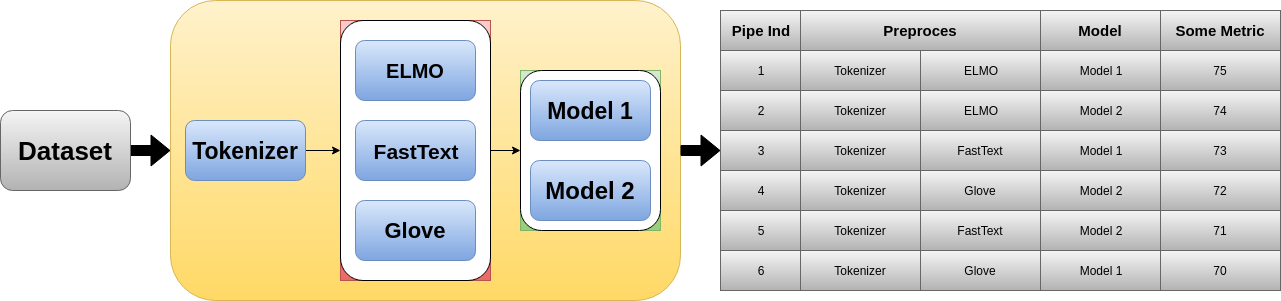 Dataset
Tokenizer
ELMO
FastText
Glove
Model 1
Model 2
Pipe Ind Preproces Model Some Metric
1 Tokenizer ELMO Model 1 75
2 Tokenizer ELMO Model 2 74
3 Tokenizer FastText Model 1 73
4 Tokenizer Glove Model 2 72
5 Tokenizer FastText Model 2 71
6 Tokenizer Glove Model 1 70